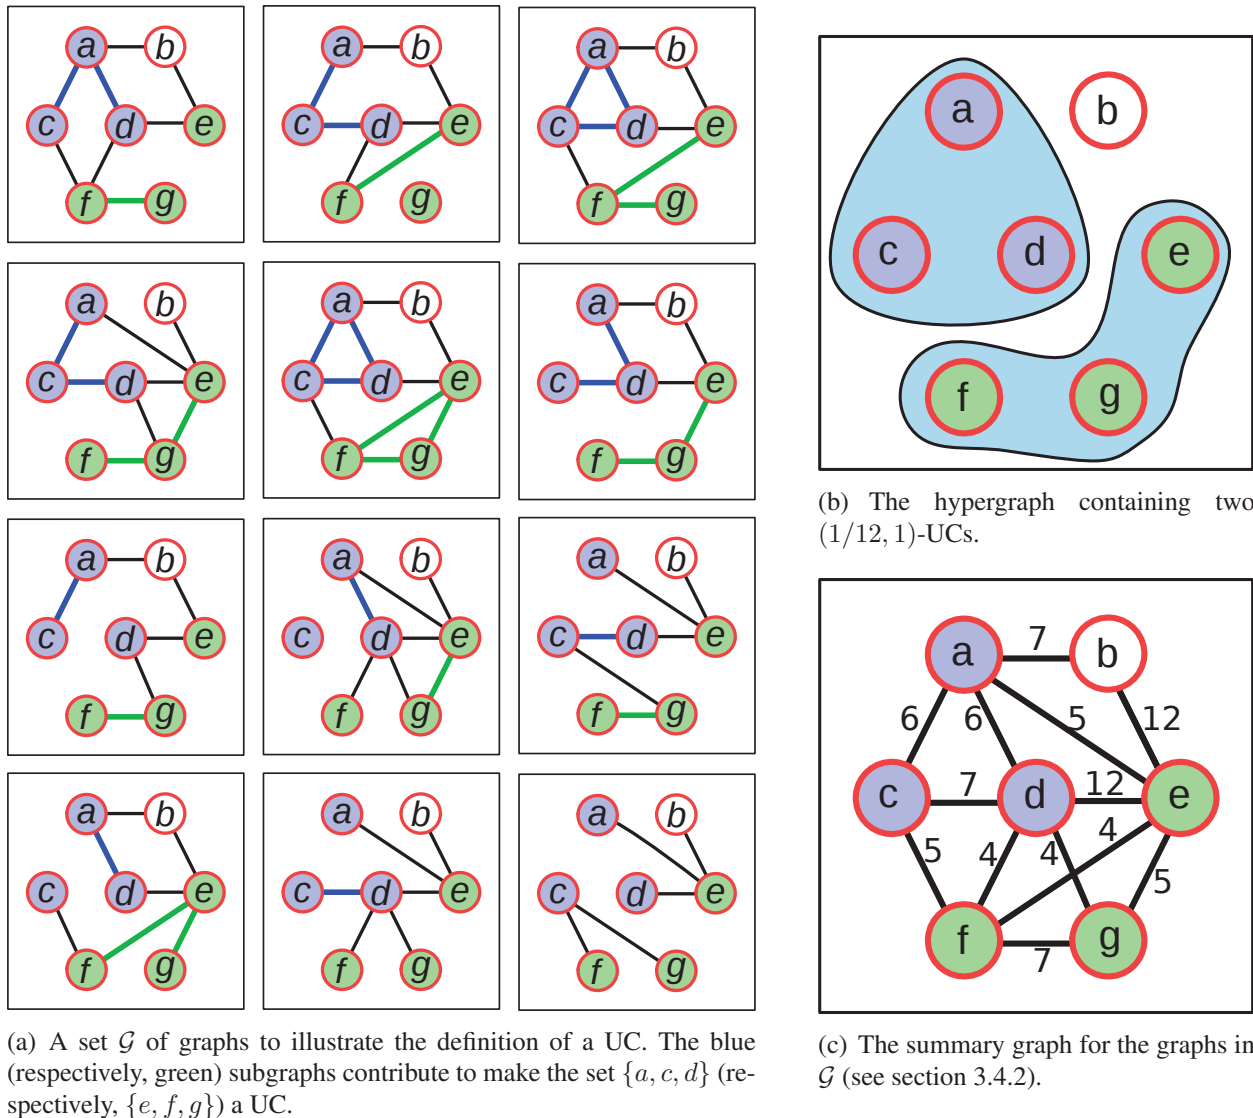 a b
c d e
f g
a b
c d e
f g
a b
c d e
f g
a b
c d e
f g
a b
c d e
f g
a b
c d e
f g
a b
c d e
f g
a b
c d e
f g
a b
c d e
f g
a b
c d e
f g
a b
c d e
f g
a b
c d e
f g
(a) A set 𝒢 of graphs to illustrate the definition of a UC. The blue
(respectively, green) subgraphs contribute to make the set {a, c, d} (re-
spectively, {e, f, g}) a UC.
a b
c d e
f g
(b) The hypergraph containing two
(1/12, 1)-UCs.
a 7 b
6 6 5 12
c 7 d 12 e
5 4 4 4 5
f 7 g
(c) The summary graph for the graphs in
𝒢 (see section 3.4.2).